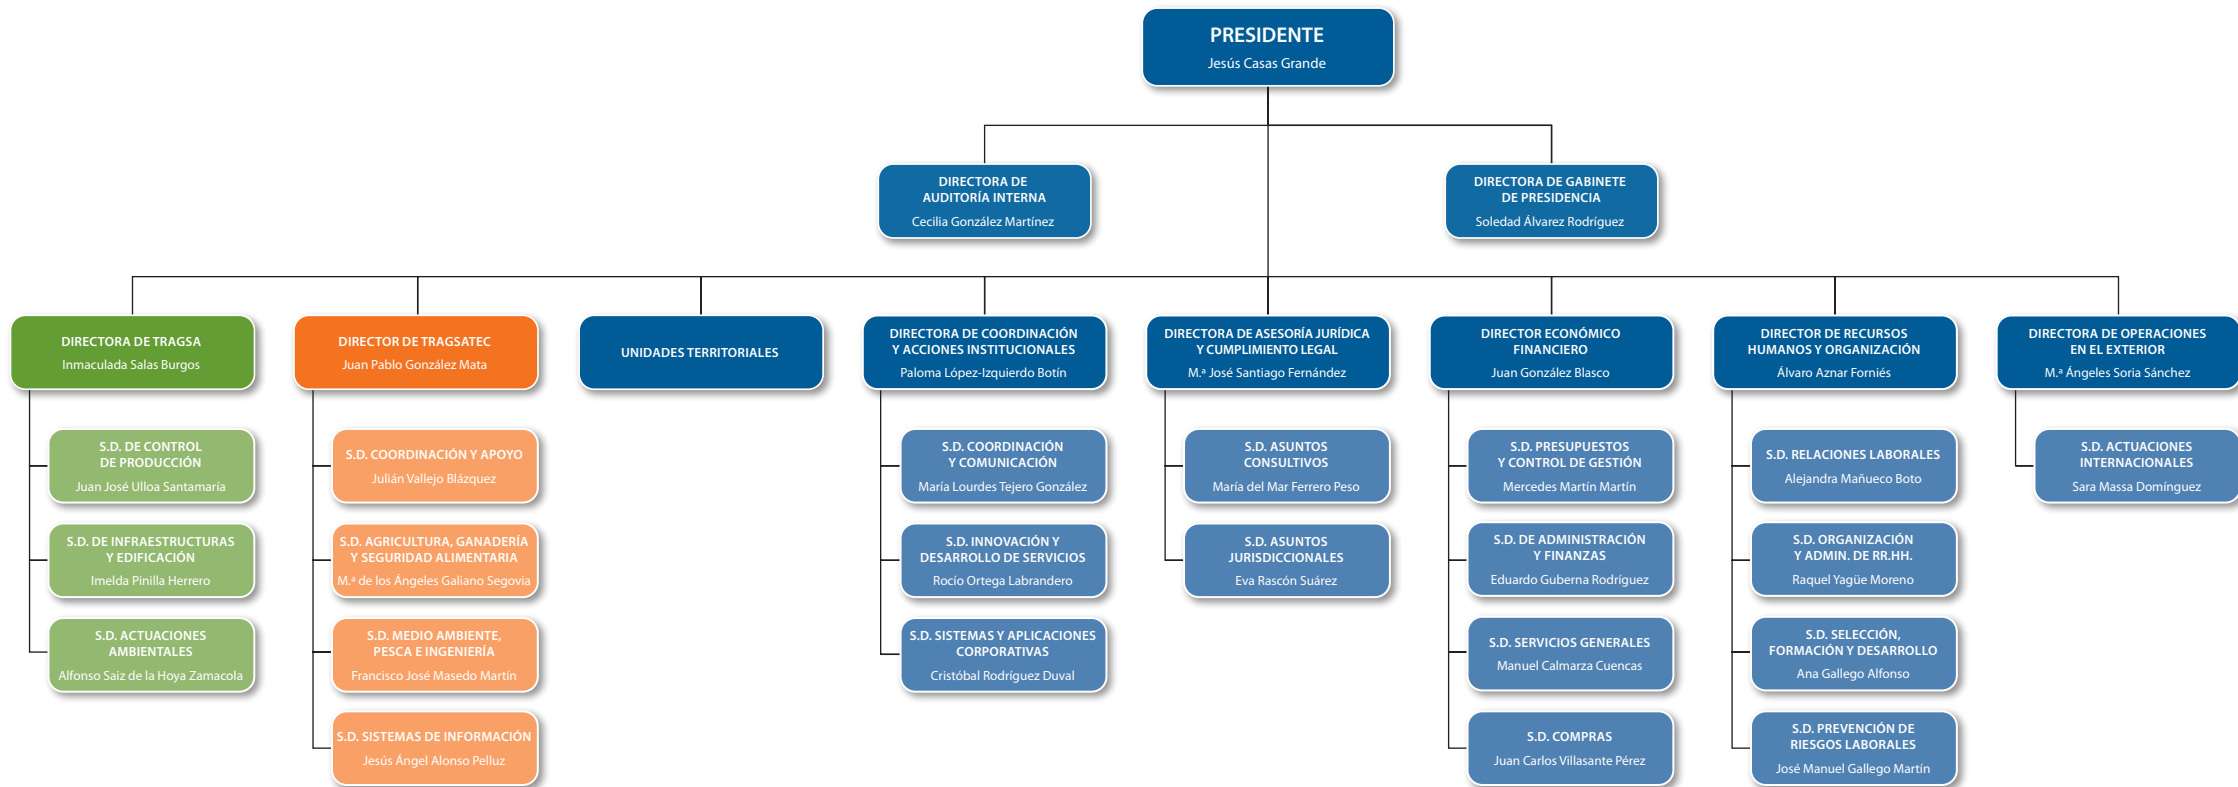 PRESIDENTE
Jesús Casas Grande
DIRECTORA DE
AUDITORÍA INTERNA
Cecilia González Martínez
DIRECTORA DE GABINETE
DE PRESIDENCIA
Soledad Álvarez Rodríguez
DIRECTORA DE TRAGSA
Inmaculada Salas Burgos
DIRECTOR DE TRAGSATEC
Juan Pablo González Mata
UNIDADES TERRITORIALES
DIRECTORA DE COORDINACIÓN
Y ACCIONES INSTITUCIONALES
Paloma López-Izquierdo Botín
DIRECTORA DE ASESORÍA JURÍDICA
Y CUMPLIMIENTO LEGAL
M.ª José Santiago Fernández
DIRECTOR ECONÓMICO
FINANCIERO
Juan González Blasco
DIRECTOR DE RECURSOS
HUMANOS Y ORGANIZACIÓN
Álvaro Aznar Forniés
DIRECTORA DE OPERACIONES
EN EL EXTERIOR
M.ª Ángeles Soria Sánchez
S.D. DE CONTROL
DE PRODUCCIÓN
Juan José Ulloa Santamaría
S.D. DE INFRAESTRUCTURAS
Y EDIFICACIÓN
Imelda Pinilla Herrero
S.D. ACTUACIONES
AMBIENTALES
Alfonso Saiz de la Hoya Zamacola
S.D. COORDINACIÓN Y APOYO
Julián Vallejo Blázquez
S.D. AGRICULTURA, GANADERÍA
Y SEGURIDAD ALIMENTARIA
M.ª de los Ángeles Galiano Segovia
S.D. MEDIO AMBIENTE,
PESCA E INGENIERÍA
Francisco José Masedo Martín
S.D. SISTEMAS DE INFORMACIÓN
Jesús Ángel Alonso Pelluz
S.D. COORDINACIÓN
Y COMUNICACIÓN
María Lourdes Tejero González
S.D. INNOVACIÓN Y
DESARROLLO DE SERVICIOS
Rocío Ortega Labrandero
S.D. SISTEMAS Y APLICACIONES
CORPORATIVAS
Cristóbal Rodríguez Duval
S.D. ASUNTOS
CONSULTIVOS
María del Mar Ferrero Peso
S.D. ASUNTOS
JURISDICCIONALES
Eva Rascón Suárez
S.D. PRESUPUESTOS
Y CONTROL DE GESTIÓN
Mercedes Martín Martín
S.D. DE ADMINISTRACIÓN
Y FINANZAS
Eduardo Guberna Rodríguez
S.D. SERVICIOS GENERALES
Manuel Calmarza Cuencas
S.D. COMPRAS
Juan Carlos Villasante Pérez
S.D. RELACIONES LABORALES
Alejandra Mañueco Boto
S.D. ORGANIZACIÓN
Y ADMIN. DE RR.HH.
Raquel Yagüe Moreno
S.D. SELECCIÓN,
FORMACIÓN Y DESARROLLO
Ana Gallego Alfonso
S.D. PREVENCIÓN DE
RIESGOS LABORALES
José Manuel Gallego Martín
S.D. ACTUACIONES
INTERNACIONALES
Sara Massa Domínguez